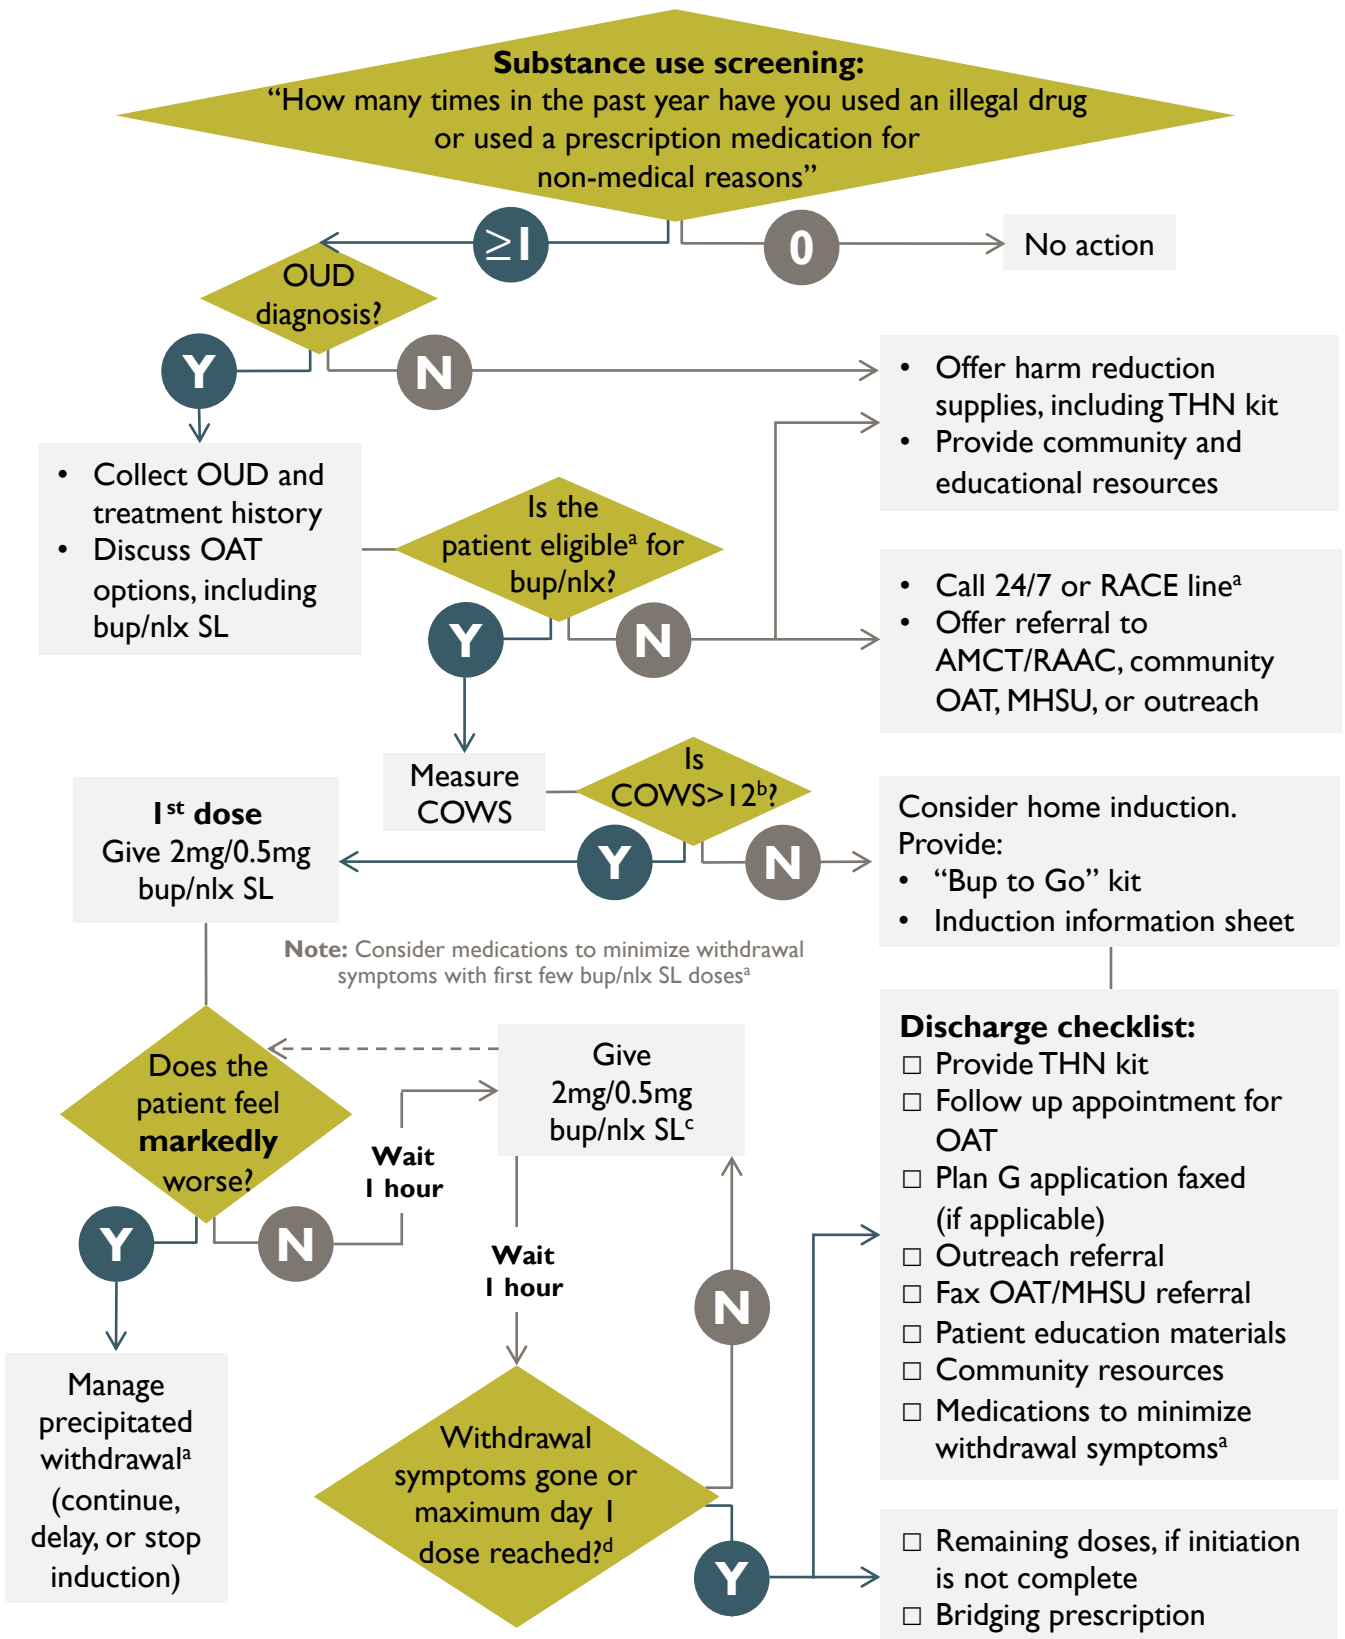 Substance use screening:
“How many times in the past year have you used an illegal drug
or used a prescription medication for
non-medical reasons”
≥1
0
No action
OUD
diagnosis?
Y
N
• Offer harm reduction
supplies, including THN kit
• Provide community and
educational resources
• Collect OUD and
treatment history
• Discuss OAT
options, including
bup/nlx SL
Is the
patient eligibleᵃ for
bup/nlx?
Y
N
• Call 24/7 or RACE lineᵃ
• Offer referral to
AMCT/RAAC, community
OAT, MHSU, or outreach
Measure
COWS
Is
COWS>12ᵇ?
Y
N
1ˢᵗ dose
Give 2mg/0.5mg
bup/nlx SL
Consider home induction.
Provide:
• “Bup to Go” kit
• Induction information sheet
Note: Consider medications to minimize withdrawal
symptoms with first few bup/nlx SL dosesᵃ
Does the
patient feel
markedly
worse?
Y
N
Wait
1 hour
Give
2mg/0.5mg
bup/nlx SLᶜ
Wait
1 hour
N
Manage
precipitated
withdrawalᵃ
(continue,
delay, or stop
induction)
Withdrawal
symptoms gone or
maximum day 1
dose reached?ᵈ
Y
Discharge checklist:
☐ Provide THN kit
☐ Follow up appointment for
OAT
☐ Plan G application faxed
(if applicable)
☐ Outreach referral
☐ Fax OAT/MHSU referral
☐ Patient education materials
☐ Community resources
☐ Medications to minimize
withdrawal symptomsᵃ
☐ Remaining doses, if initiation
is not complete
☐ Bridging prescription